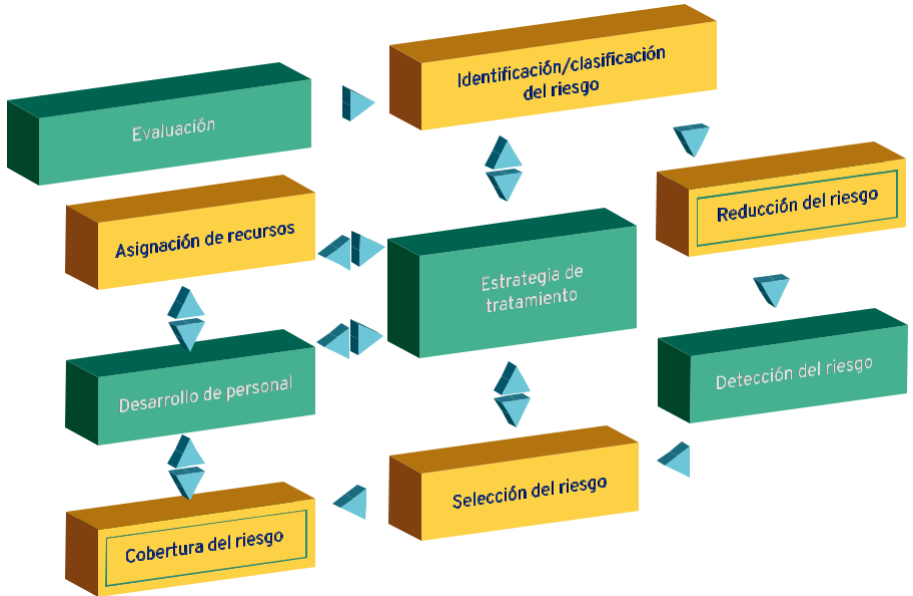 Identificación/clasificación
del riesgo
Evaluación
Reducción del riesgo
Asignación de recursos
Estrategia de
tratamiento
Detección del riesgo
Desarrollo de personal
Selección del riesgo
Cobertura del riesgo